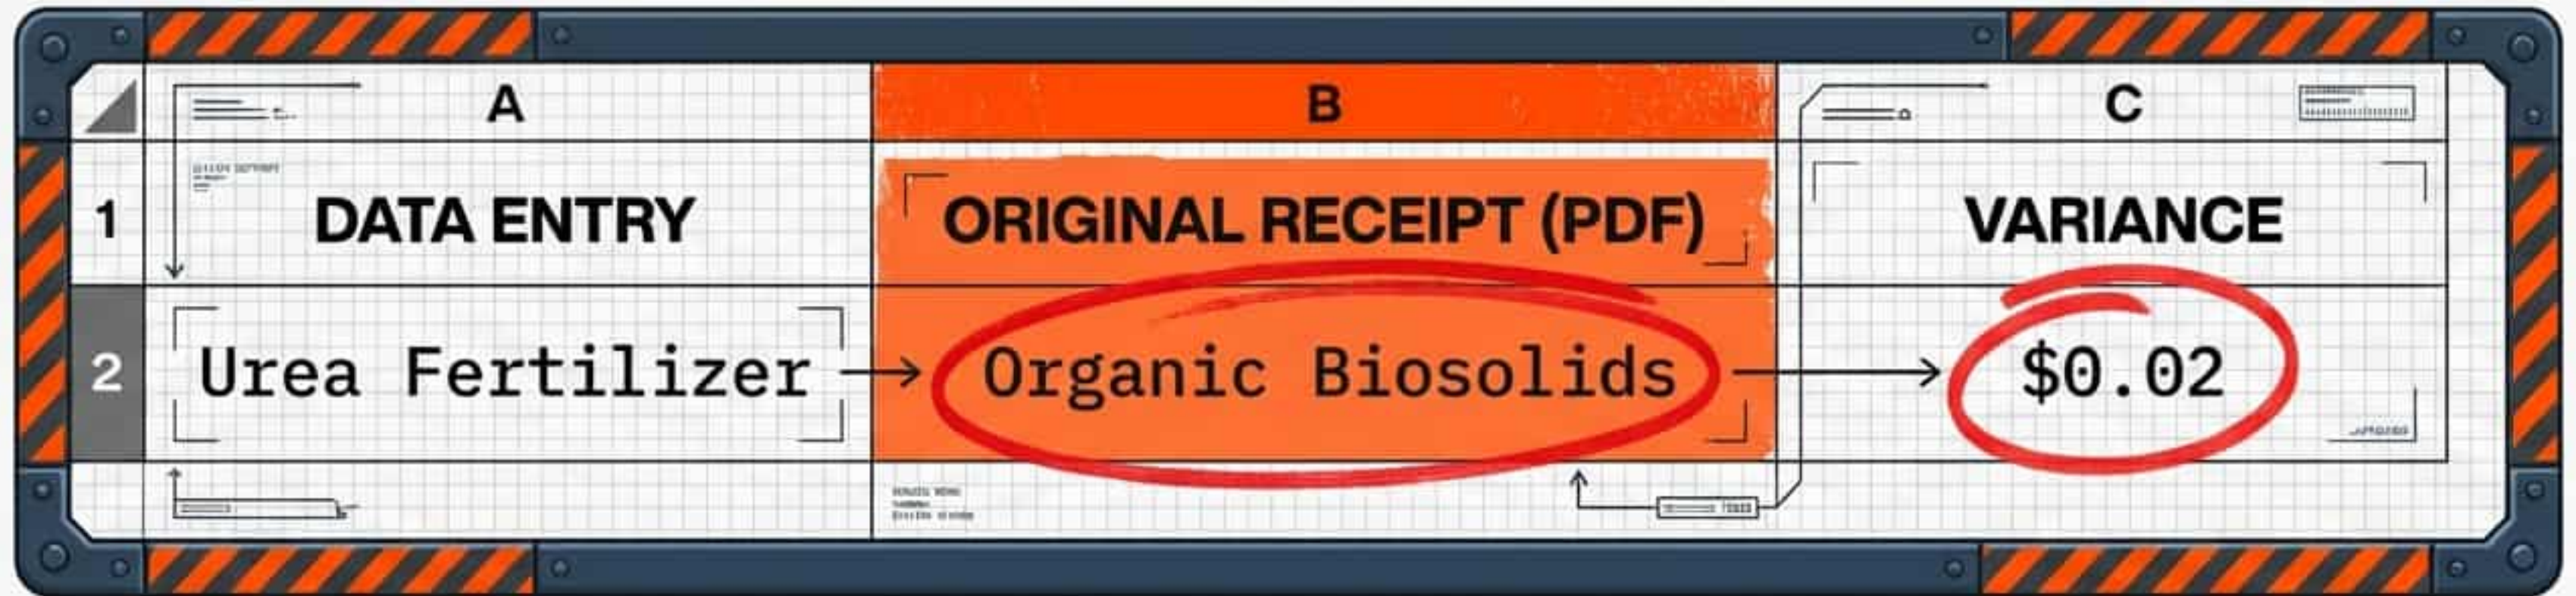 A B C
1 DATA ENTRY ORIGINAL RECEIPT (PDF) VARIANCE
2 Urea Fertilizer Organic Biosolids $0.02